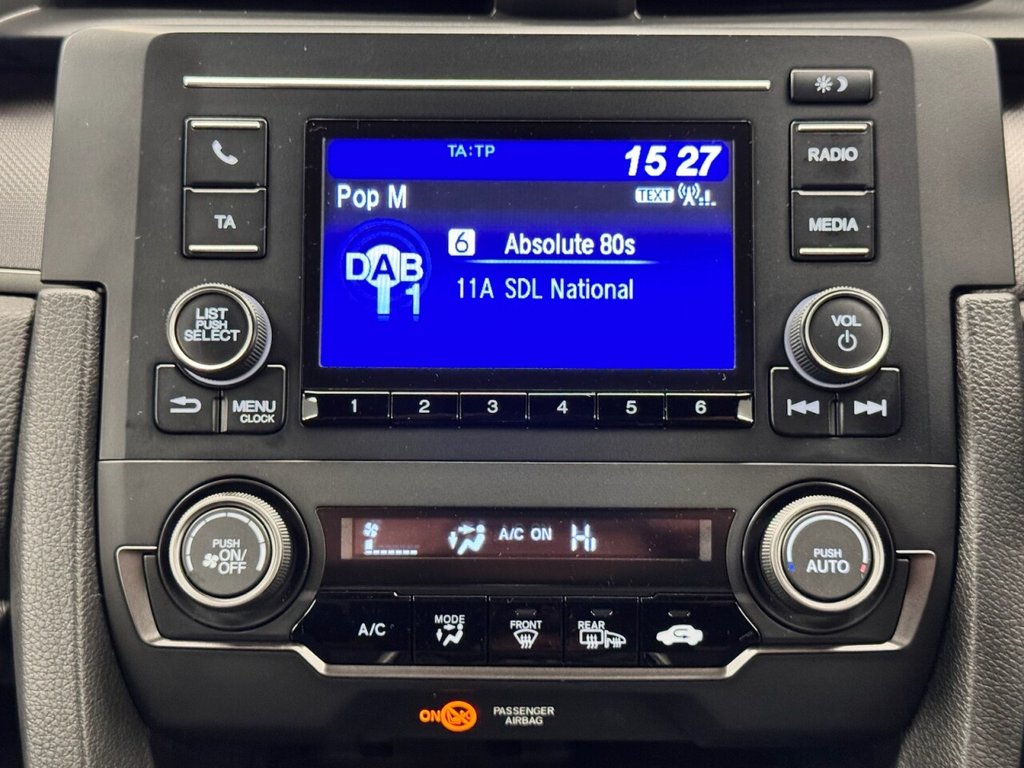 TA:TP
15 27
Pop M
TEXT
DAB
1
6 Absolute 80s
11A SDL National
TA
RADIO
MEDIA
LIST
PUSH
SELECT
VOL
MENU
CLOCK
1 2 3 4 5 6
PUSH
ON/
OFF
A/C ON Hi
PUSH
AUTO
A/C
MODE
FRONT
REAR
ON
PASSENGER
AIRBAG